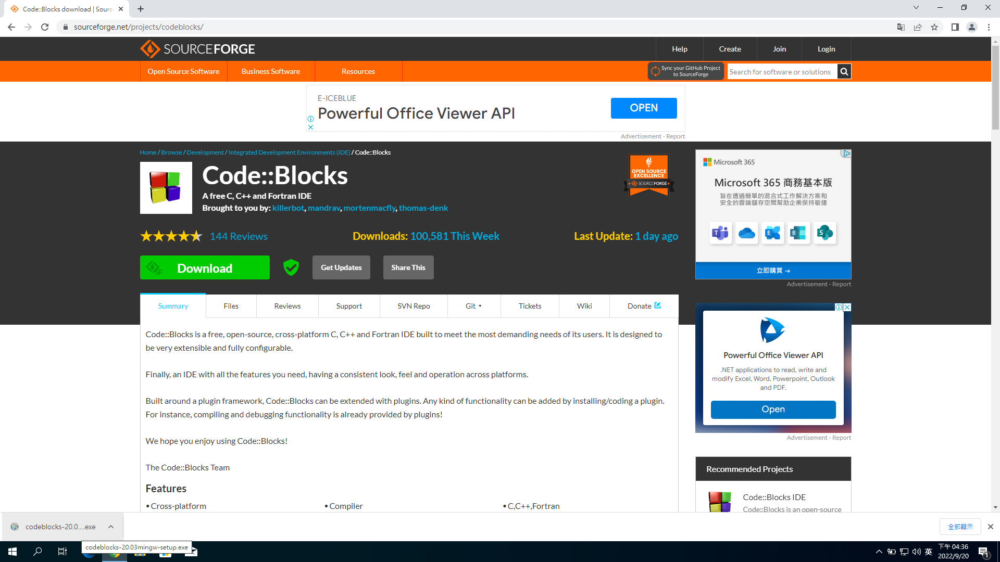 Code::Blocks download | Sourc
sourceforge.net/projects/codeblocks/
SOURCEFORGE
Help
Create
Join
Login
Open Source Software
Business Software
Resources
Sync your GitHub Project
to SourceForge
Search for software or solutions
E-ICEBLUE
Powerful Office Viewer API
OPEN
Advertisement - Report
Home / Browse / Development / Integrated Development Environments (IDE) / Code::Blocks
Code::Blocks
A free C, C++ and Fortran IDE
Brought to you by: killerbot, mandrav, mortenmacfly, thomas-denk
OPEN SOURCE
EXCELLENCE
SOURCEFORGE
144 Reviews
Downloads: 100,581 This Week
Last Update: 1 day ago
SF
Download
Get Updates
Share This
Microsoft 365
Microsoft 365 商務基本版
旨在透過簡單的混合式工作解決方案和
安全的雲端儲存空間幫助企業保持敏捷
立即購買 →
Advertisement - Report
Summary
Files
Reviews
Support
SVN Repo
Git
Tickets
Wiki
Donate
Code::Blocks is a free, open-source, cross-platform C, C++ and Fortran IDE built to meet the most demanding needs of its users. It is designed to
be very extensible and fully configurable.
Finally, an IDE with all the features you need, having a consistent look, feel and operation across platforms.
Built around a plugin framework, Code::Blocks can be extended with plugins. Any kind of functionality can be added by installing/coding a plugin.
For instance, compiling and debugging functionality is already provided by plugins!
We hope you enjoy using Code::Blocks!
The Code::Blocks Team
Features
• Cross-platform
• Compiler
• C,C++,Fortran
Powerful Office Viewer API
.NET applications to read, write and
modify Excel, Word, Powerpoint, Outlook
and PDF.
Open
Advertisement - Report
Recommended Projects
Code::Blocks IDE
Code::Blocks is an open-source
codeblocks-20.0....exe
全部顯示
codeblocks-20.03mingw-setup.exe
英
下午 04:36
2022/9/20
1